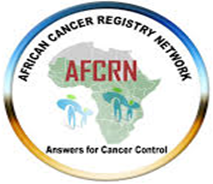 AFRICAN CANCER REGISTRY NETWORK
AFCRN
Answers for Cancer Control